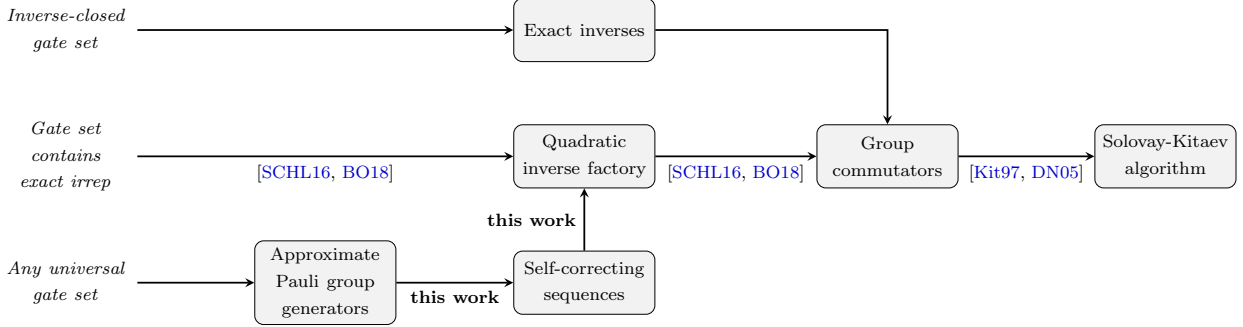 Inverse-closed
gate set
Exact inverses
Gate set
contains
exact irrep
[SCHL16, BO18]
Quadratic
inverse factory
[SCHL16, BO18]
Group
commutators
[Kit97, DN05]
Solovay-Kitaev
algorithm
this work
Any universal
gate set
Approximate
Pauli group
generators
this work
Self-correcting
sequences